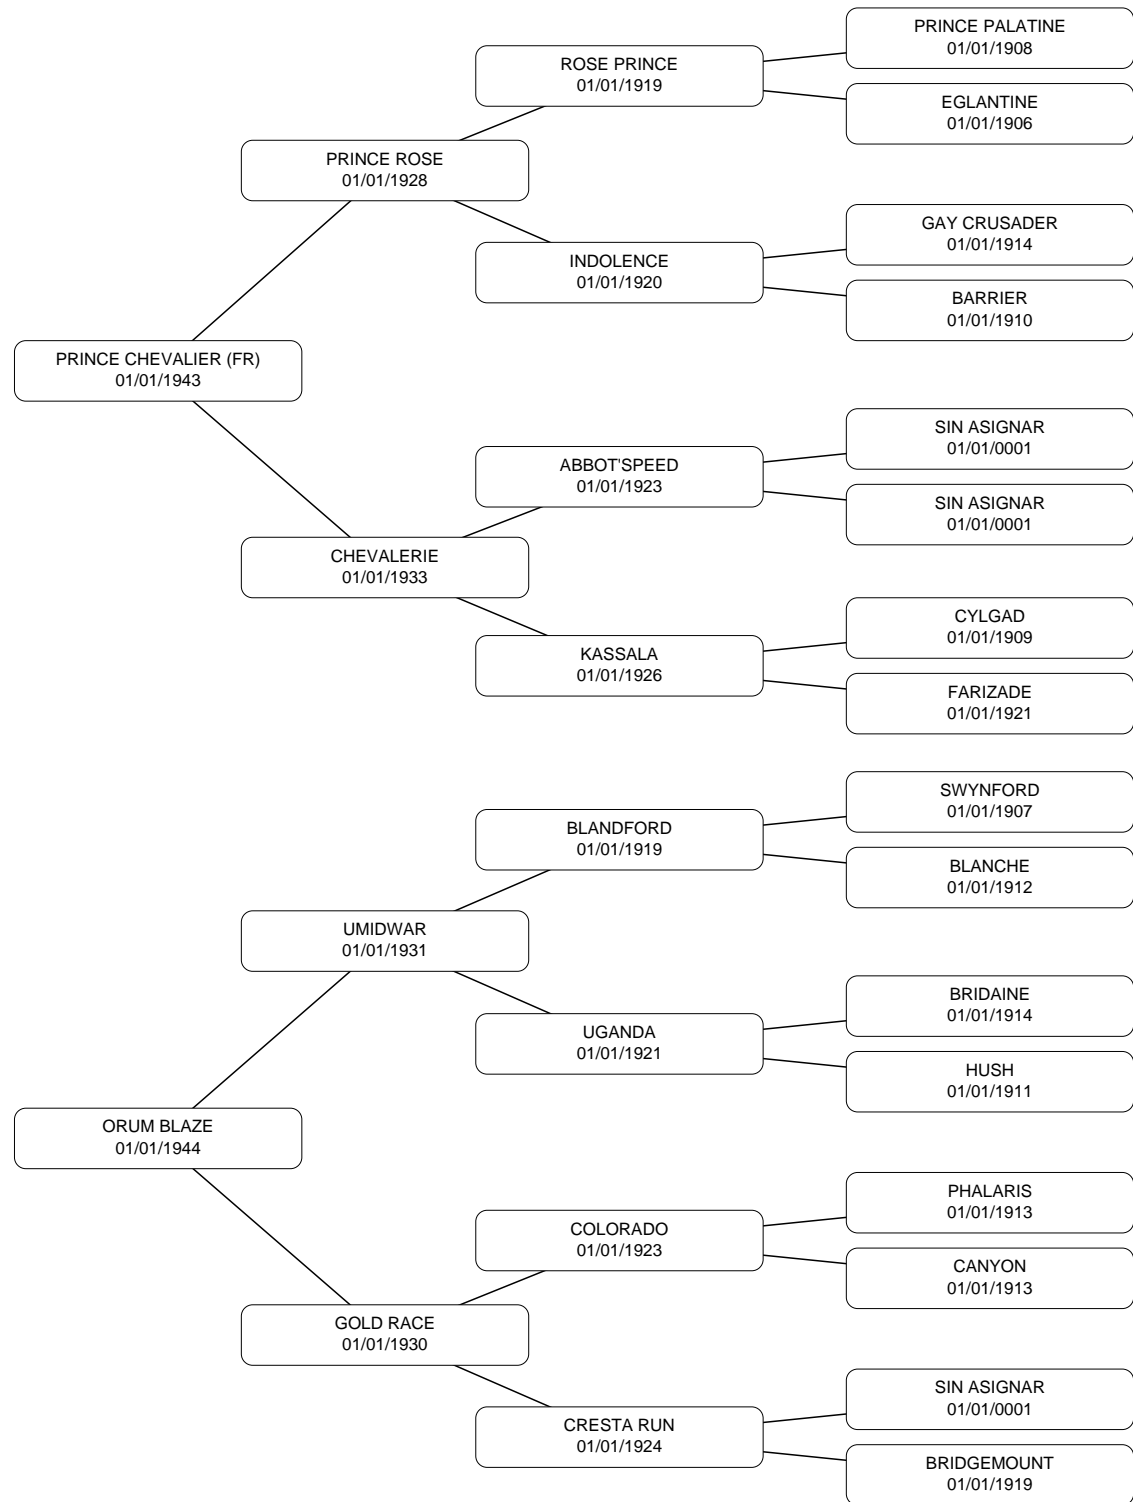 PRINCE PALATINE
01/01/1908
ROSE PRINCE
01/01/1919
EGLANTINE
01/01/1906
PRINCE ROSE
01/01/1928
GAY CRUSADER
01/01/1914
INDOLENCE
01/01/1920
BARRIER
01/01/1910
PRINCE CHEVALIER (FR)
01/01/1943
SIN ASIGNAR
01/01/0001
ABBOT'SPEED
01/01/1923
SIN ASIGNAR
01/01/0001
CHEVALERIE
01/01/1933
CYLGAD
01/01/1909
KASSALA
01/01/1926
FARIZADE
01/01/1921
SWYNFORD
01/01/1907
BLANDFORD
01/01/1919
BLANCHE
01/01/1912
UMIDWAR
01/01/1931
BRIDAINE
01/01/1914
UGANDA
01/01/1921
HUSH
01/01/1911
ORUM BLAZE
01/01/1944
PHALARIS
01/01/1913
COLORADO
01/01/1923
CANYON
01/01/1913
GOLD RACE
01/01/1930
SIN ASIGNAR
01/01/0001
CRESTA RUN
01/01/1924
BRIDGEMOUNT
01/01/1919